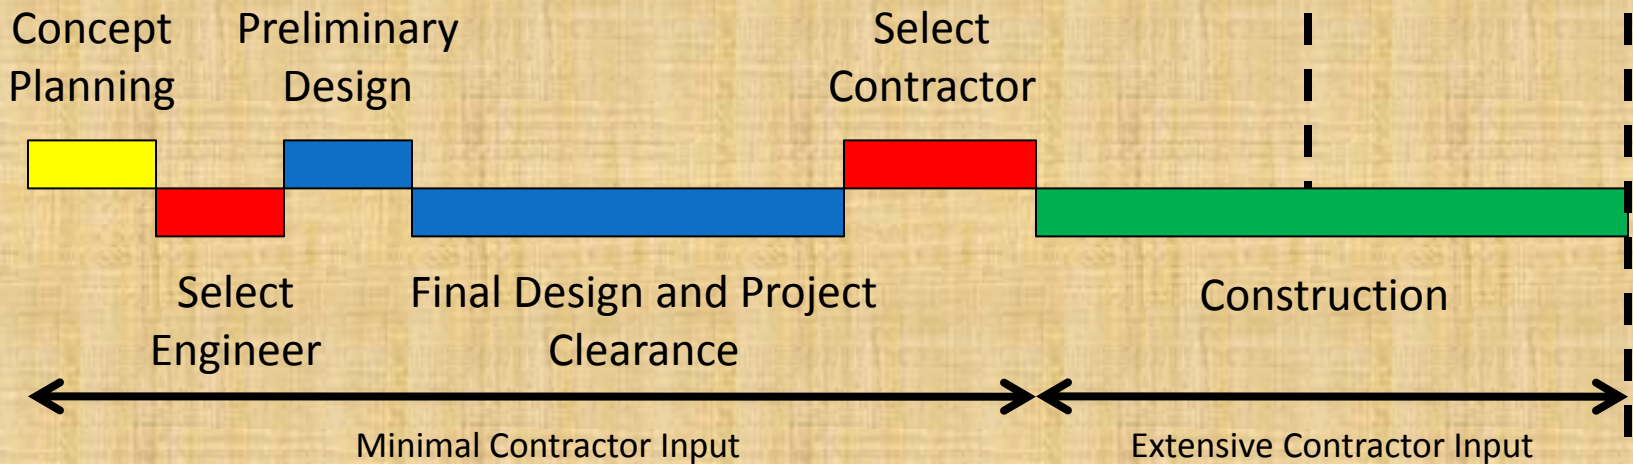 Concept
Planning
Preliminary
Design
Select
Contractor
Select
Engineer
Final Design and Project
Clearance
Construction
Minimal Contractor Input
Extensive Contractor Input